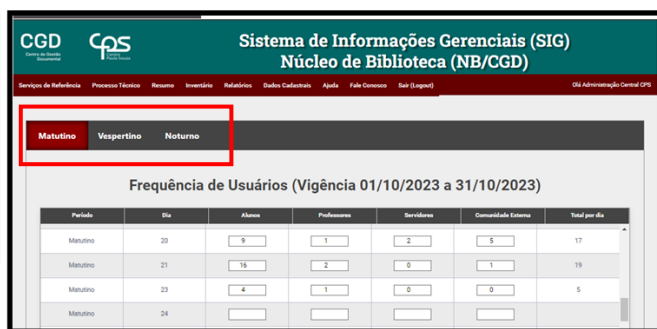 CGD
Centro de Gestão
Documental
CPS
Centro
Paula Souza
Sistema de Informações Gerenciais (SIG)
Núcleo de Biblioteca (NB/CGD)
Serviços de Referência Processo Técnico Resumo Inventário Relatórios Dados Cadastrais Ajuda Fale Conosco Sair (Logout) Olá Administração Central CPS
Matutino Vespertino Noturno
Frequência de Usuários (Vigência 01/10/2023 a 31/10/2023)
Período Dia Alunos Professores Servidores Comunidade Externa Total por dia
Matutino 20 9 1 2 5 17
Matutino 21 16 2 0 1 19
Matutino 23 4 1 0 0 5
Matutino 24